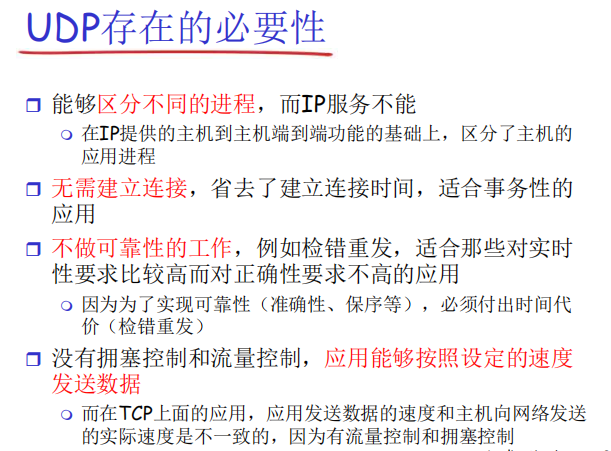 UDP存在的必要性
能够区分不同的进程，而IP服务不能
在IP提供的主机到主机端到端功能的基础上，区分了主机的
应用进程
无需建立连接，省去了建立连接时间，适合事务性的
应用
不做可靠性的工作，例如检错重发，适合那些对实时
性要求比较高而对正确性要求不高的应用
因为为了实现可靠性（准确性、保序等），必须付出时间代
价（检错重发）
没有拥塞控制和流量控制，应用能够按照设定的速度
发送数据
而在TCP上面的应用，应用发送数据的速度和主机向网络发送
的实际速度是不一致的，因为有流量控制和拥塞控制